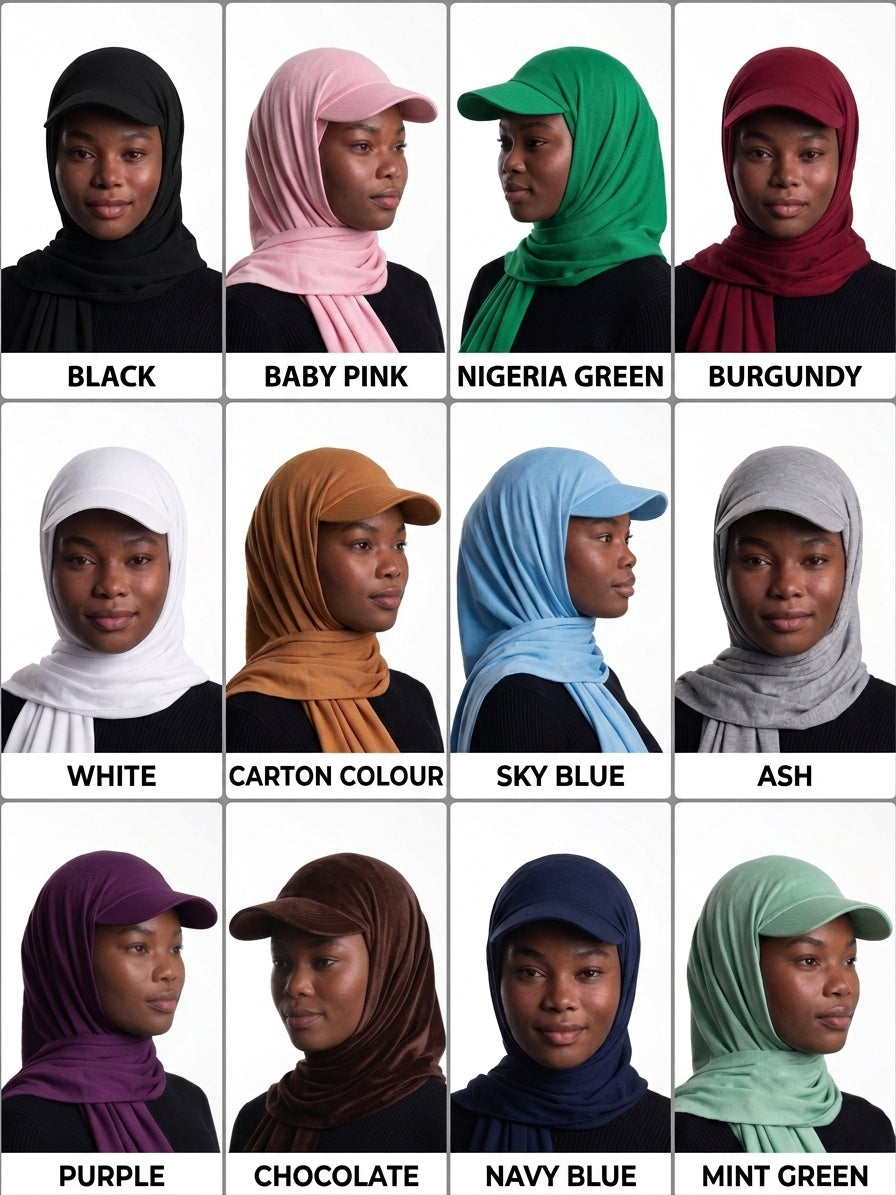 BLACK
BABY PINK
NIGERIA GREEN
BURGUNDY
WHITE
CARTON COLOUR
SKY BLUE
ASH
PURPLE
CHOCOLATE
NAVY BLUE
MINT GREEN